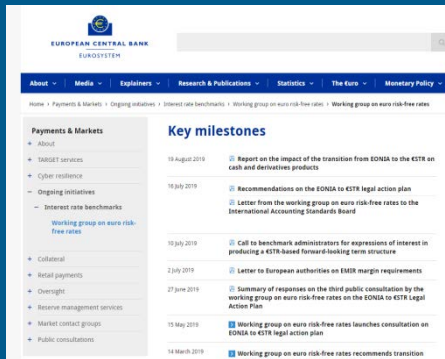 EUROPEAN CENTRAL BANK
EUROSYSTEM
About
Media
Explainers
Research & Publications
Statistics
The €uro
Monetary Policy
Home › Payments & Markets › Ongoing initiatives › Interest rate benchmarks › Working group on euro risk-free rates › Working group on euro risk-free rates
Payments & Markets
+ About
+ TARGET services
+ Cyber resilience
− Ongoing initiatives
− Interest rate benchmarks
Working group on euro risk-
free rates
+ Collateral
+ Retail payments
+ Oversight
+ Reserve management services
+ Market contact groups
+ Public consultations
Key milestones
19 August 2019
Report on the impact of the transition from EONIA to the €STR on
cash and derivatives products
16 July 2019
Recommendations on the EONIA to €STR legal action plan
Letter from the working group on euro risk-free rates to the
International Accounting Standards Board
10 July 2019
Call to benchmark administrators for expressions of interest in
producing a €STR-based forward-looking term structure
2 July 2019
Letter to European authorities on EMIR margin requirements
27 June 2019
Summary of responses on the third public consultation by the
working group on euro risk-free rates on the EONIA to €STR Legal
Action Plan
15 May 2019
Working group on euro risk-free rates launches consultation on
EONIA to €STR legal action plan
14 March 2019
Working group on euro risk-free rates recommends transition